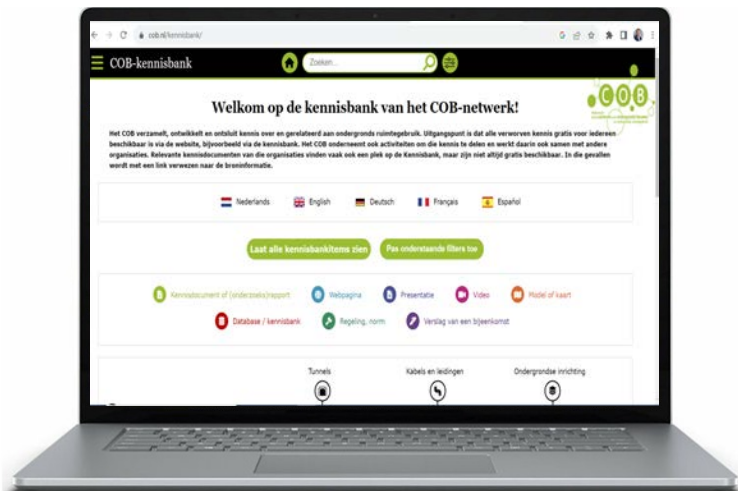 cob.nl/kennisbank/
COB-kennisbank
Zoeken...
COB
Welkom op de kennisbank van het COB-netwerk!
Het COB verzamelt, ontwikkelt en ontsluit kennis over en gerelateerd aan ondergronds ruimtegebruik. Uitgangspunt is dat alle verworven kennis gratis voor iedereen
beschikbaar is via de website, bijvoorbeeld via de kennisbank. Het COB onderneemt ook activiteiten om die kennis te delen en werkt daarin ook samen met andere
organisaties. Relevante kennisdocumenten van die organisaties vinden vaak ook een plek op de Kennisbank, maar zijn niet altijd gratis beschikbaar. In die gevallen
wordt met een link verwezen naar de broninformatie.
Nederlands English Deutsch Français Español
Laat alle kennisbankitems zien Pas onderstaande filters toe
Kennisdocument of (onderzoeks)rapport Webpagina Presentatie Video Model of kaart
Database / kennisbank Regeling, norm Verslag van een bijeenkomst
Tunnels Kabels en leidingen Ondergrondse inrichting